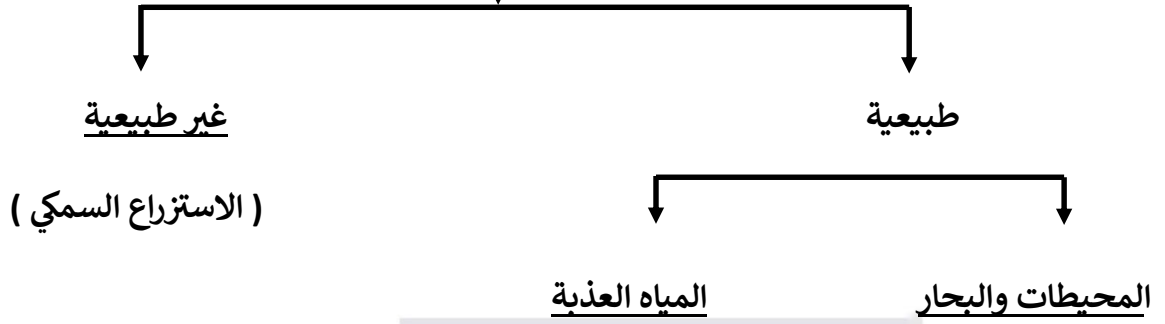 طبيعية
غير طبيعية
( الاستزراع السمكي )
المحيطات والبحار
المياه العذبة